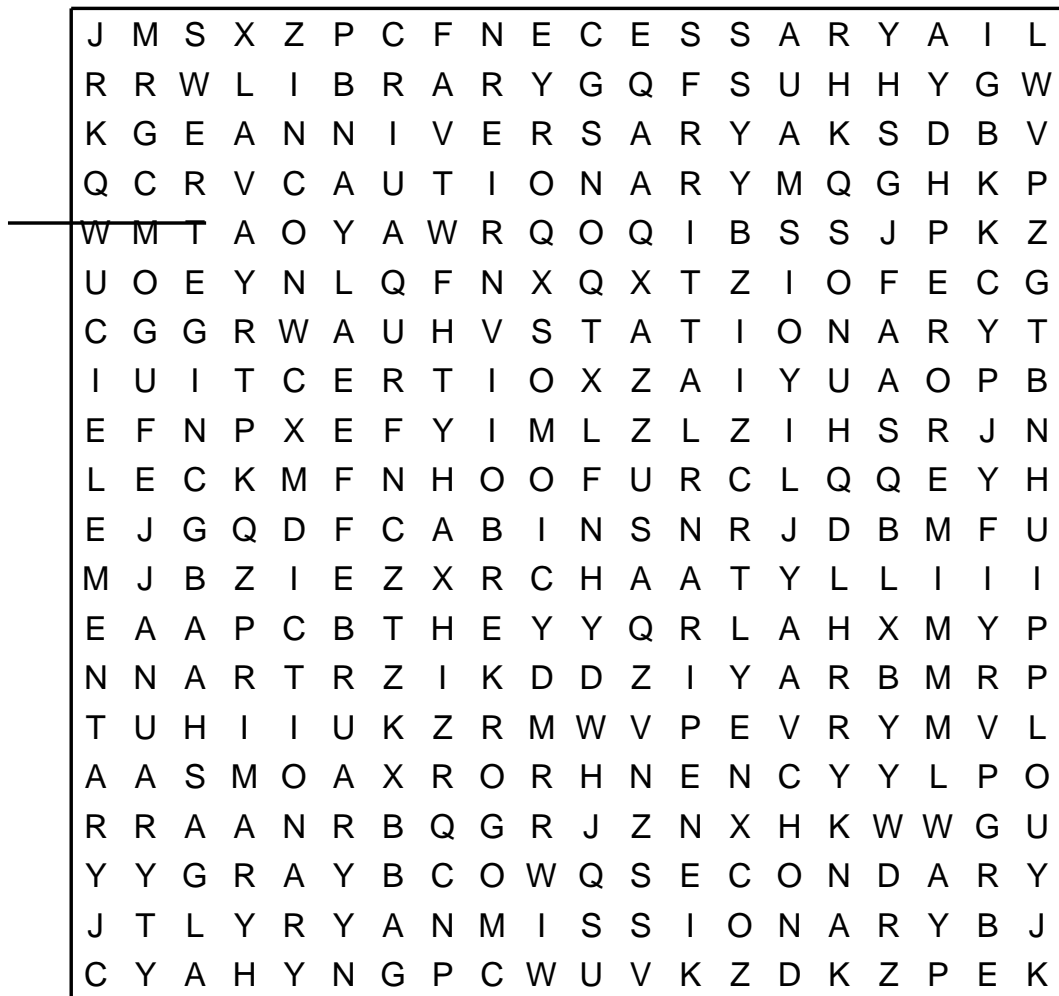 J M S X Z P C F N E C E S S A R Y A I L
R R W L I B R A R Y G Q F S U H H Y G W
K G E A N N I V E R S A R Y A K S D B V
Q C R V C A U T I O N A R Y M Q G H K P
W M T A O Y A W R Q O Q I B S S J P K Z
U O E Y N L Q F N X Q X T Z I O F E C G
C G G R W A U H V S T A T I O N A R Y T
I U I T C E R T I O X Z A I Y U A O P B
E F N P X E F Y I M L Z L Z I H S R J N
L E C K M F N H O O F U R C L Q Q E Y H
E J G Q D F C A B I N S N R J D B M F U
M J B Z I E Z X R C H A A T Y L L I I I
E A A P C B T H E Y Y Q R L A H X M Y P
N N A R T R Z I K D D Z I Y A R B M R P
T U H I I U K Z R M W V P E V R Y M V L
A A S M O A X R O R H N E N C Y Y L P O
R R A A N R B Q G R J Z N X H K W W G U
Y Y G R A Y B C O W Q S E C O N D A R Y
J T L Y R Y A N M I S S I O N A R Y B J
C Y A H Y N G P C W U V K Z D K Z P E K